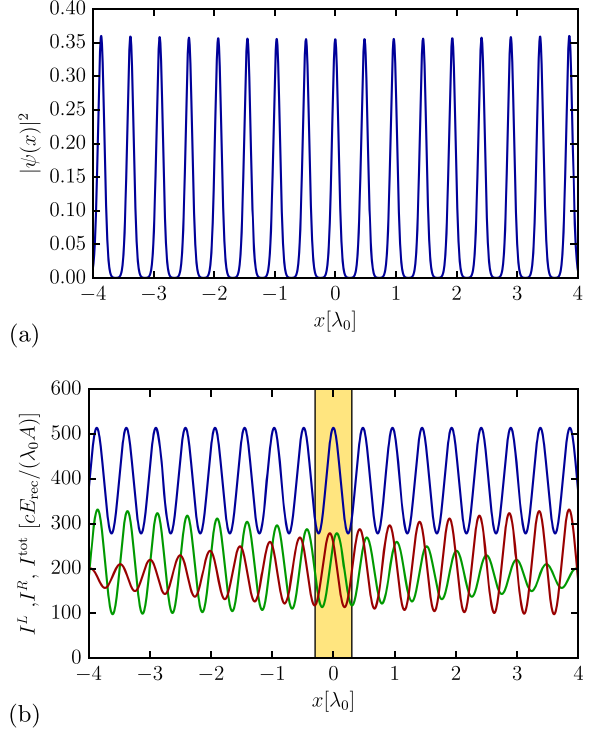 0.40
0.35
0.30
0.25
0.20
0.15
0.10
0.05
0.00
|ψ(x)|²
−4 −3 −2 −1 0 1 2 3 4
x[λ₀]
(a)
600
500
400
300
200
100
0
I^L ,I^R, I^tot [cE_rec/(λ₀A)]
−4 −3 −2 −1 0 1 2 3 4
x[λ₀]
(b)